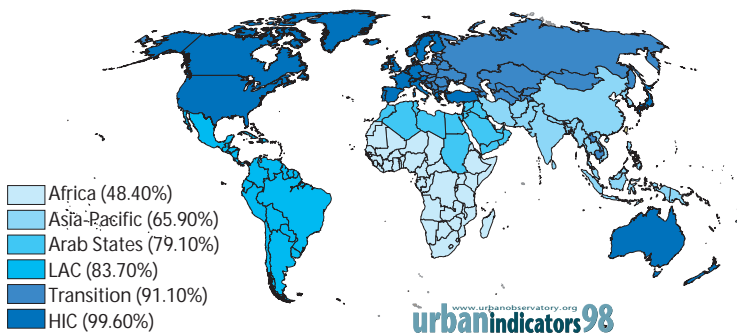 Africa (48.40%)
Asia-Pacific (65.90%)
Arab States (79.10%)
LAC (83.70%)
Transition (91.10%)
HIC (99.60%)
www.urbanobservatory.org
urbanindicators98